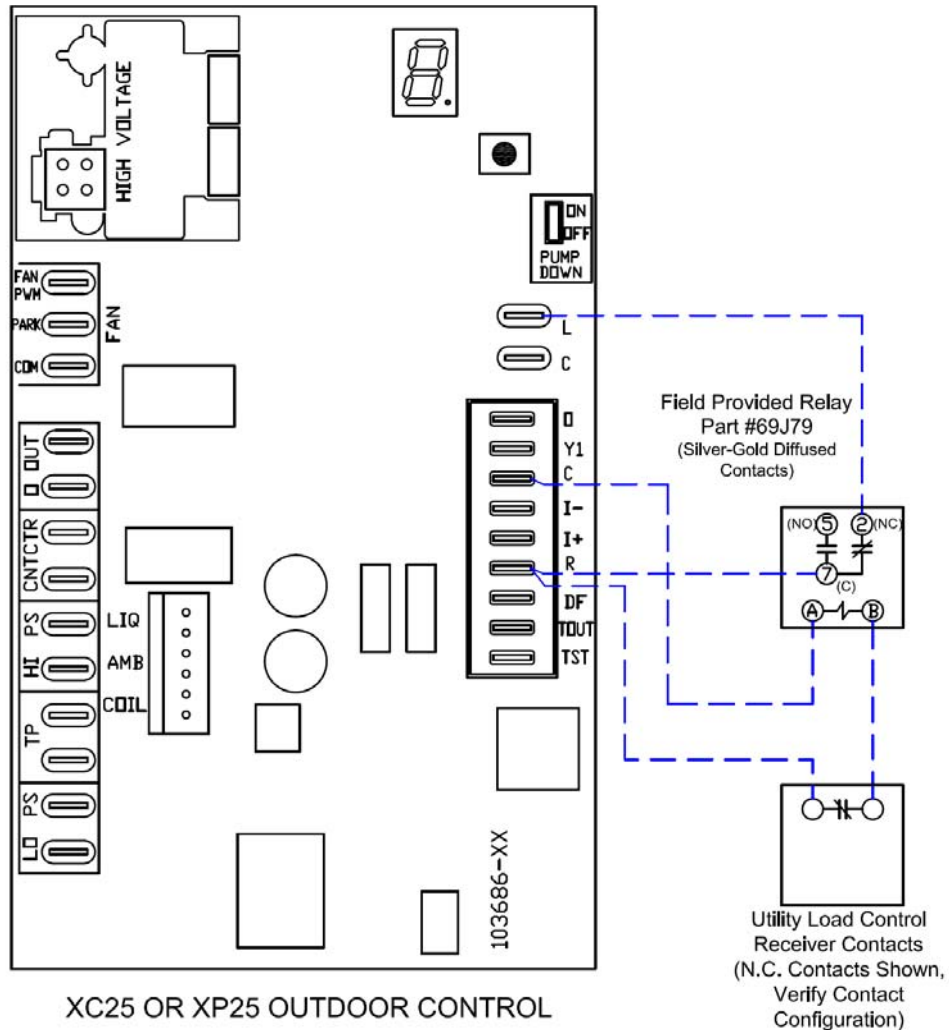 HIGH VOLTAGE
ON
OFF
PUMP
DOWN
FAN
PWM
PARK
COM
FAN
L
C
O OUT
CNTCTR
HI PS
TP
LO PS
LIQ
AMB
COIL
O
Y1
C
I-
I+
R
DF
TOUT
TST
103686-XX
Field Provided Relay
Part #69J79
(Silver-Gold Diffused
Contacts)
(NO) 5 2 (NC)
7 (C)
A B
Utility Load Control
Receiver Contacts
(N.C. Contacts Shown,
Verify Contact
Configuration)
XC25 OR XP25 OUTDOOR CONTROL